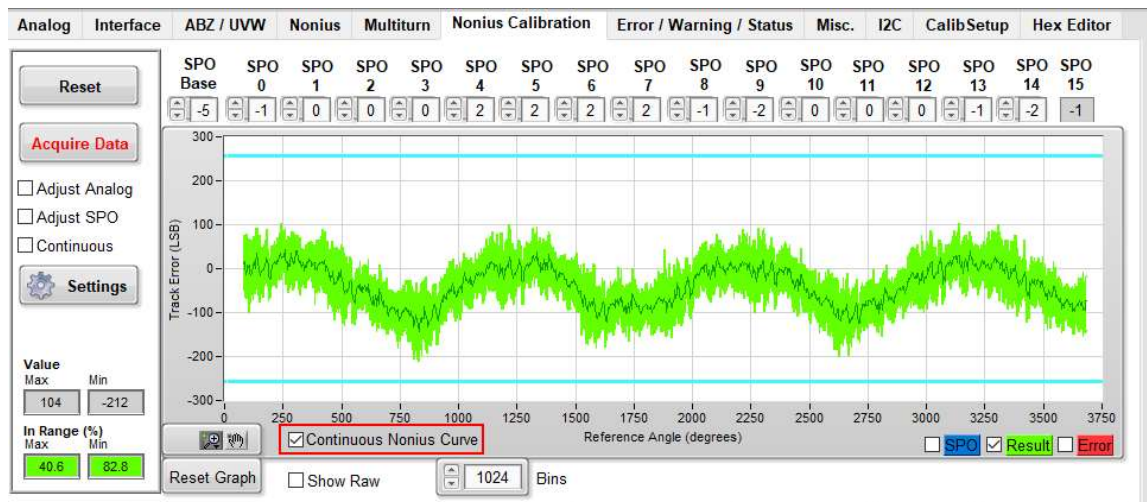 Analog Interface ABZ / UVW Nonius Multiturn Nonius Calibration Error / Warning / Status Misc. I2C CalibSetup Hex Editor
Reset
Acquire Data
Adjust Analog
Adjust SPO
Continuous
Settings
Value
Max Min
104 -212
In Range (%)
Max Min
40.6 82.8
SPO SPO SPO SPO SPO SPO SPO SPO SPO SPO SPO SPO SPO SPO SPO SPO SPO
Base 0 1 2 3 4 5 6 7 8 9 10 11 12 13 14 15
-5 -1 0 0 0 2 2 2 2 -1 -2 0 0 0 -1 -2 -1
300
200
100
0
-100
-200
-300
Track Error (LSB)
0 250 500 750 1000 1250 1500 1750 2000 2250 2500 2750 3000 3250 3500 3750
Reference Angle (degrees)
Continuous Nonius Curve
SPO Result Error
Reset Graph Show Raw 1024 Bins